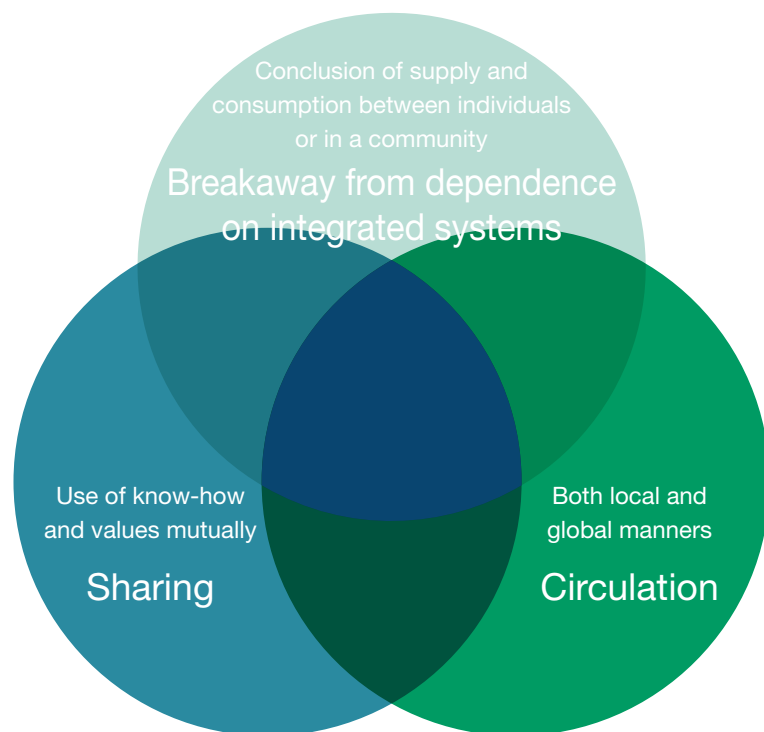 Conclusion of supply and
consumption between individuals
or in a community
Breakaway from dependence
on integrated systems
Use of know-how
and values mutually
Sharing
Both local and
global manners
Circulation